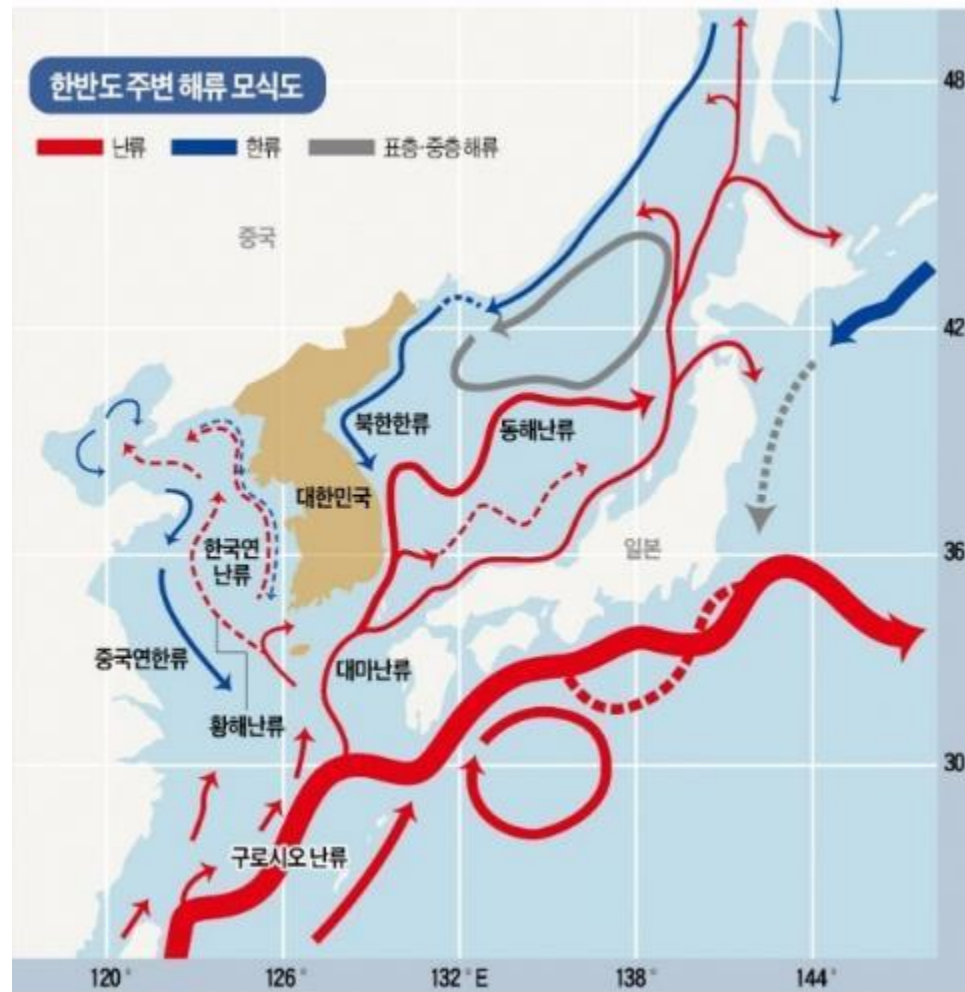 한반도 주변 해류 모식도
난류 한류 표층·중층 해류
중국
북한한류
동해난류
대한민국
한국연
난류
일본
중국연한류
대마난류
황해난류
구로시오 난류
48
42
36
30
120° 126° 132°E 138° 144°